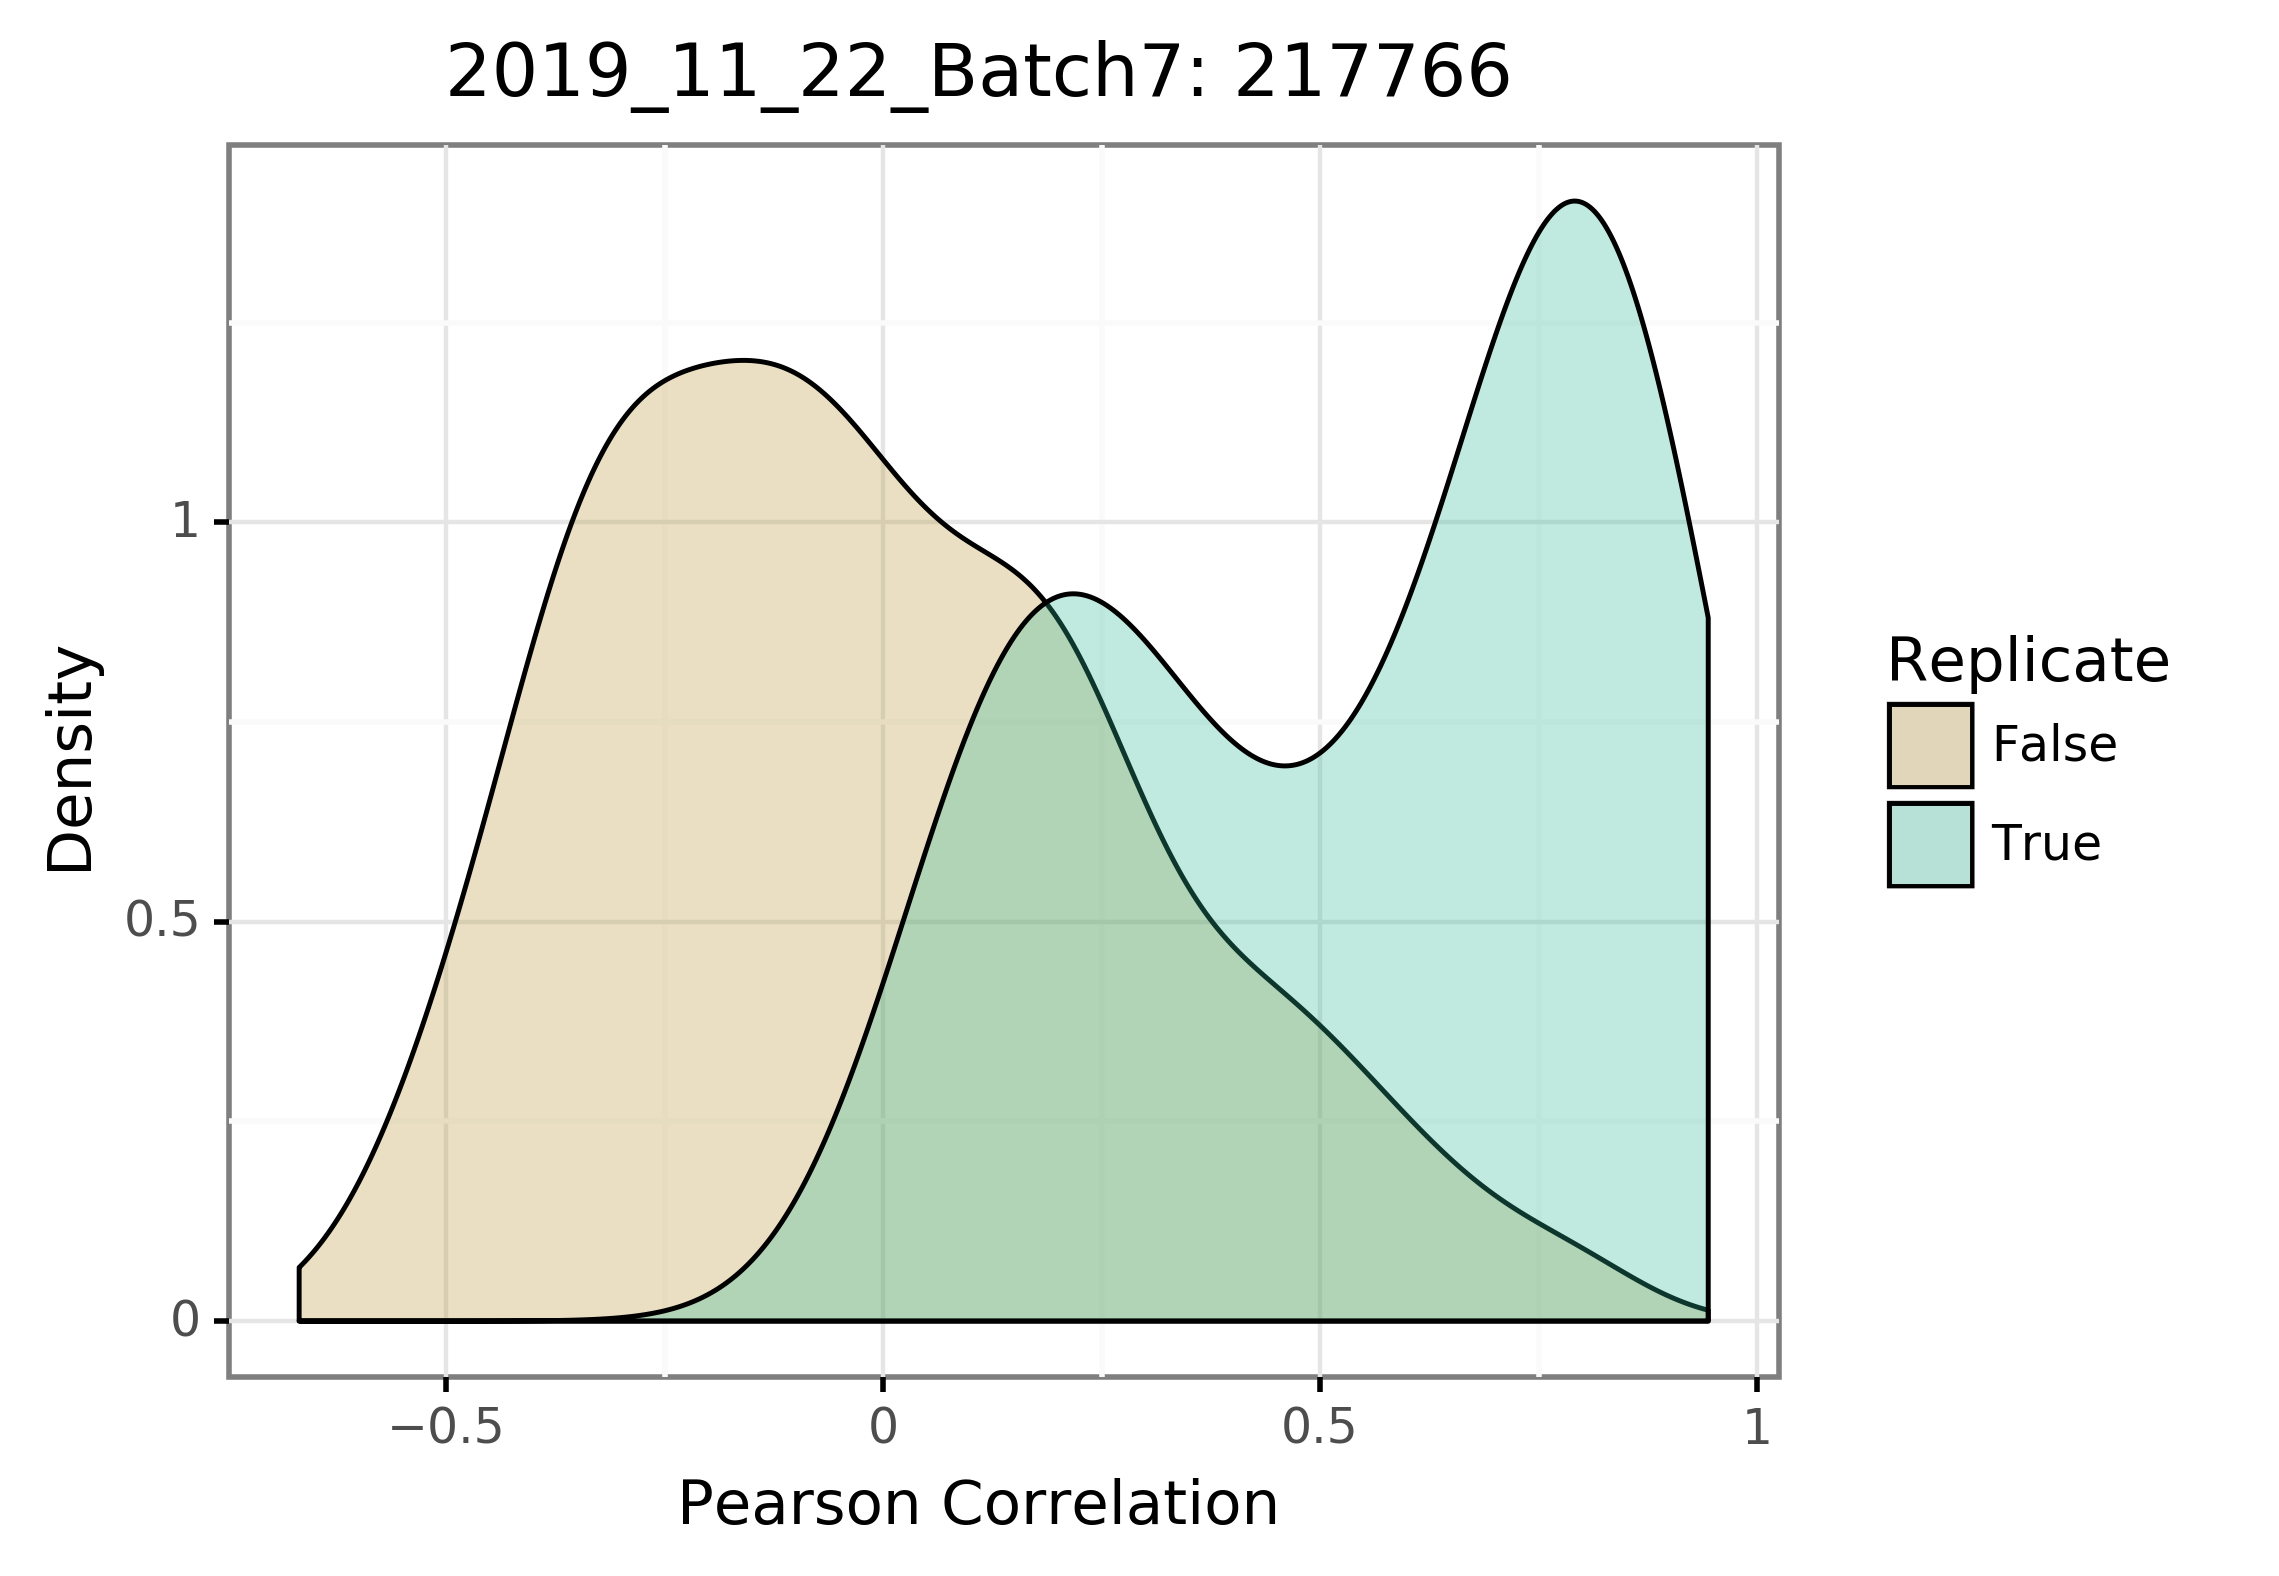 2019_11_22_Batch7: 217766
Density
1
0.5
0
−0.5
0
0.5
1
Pearson Correlation
Replicate
False
True